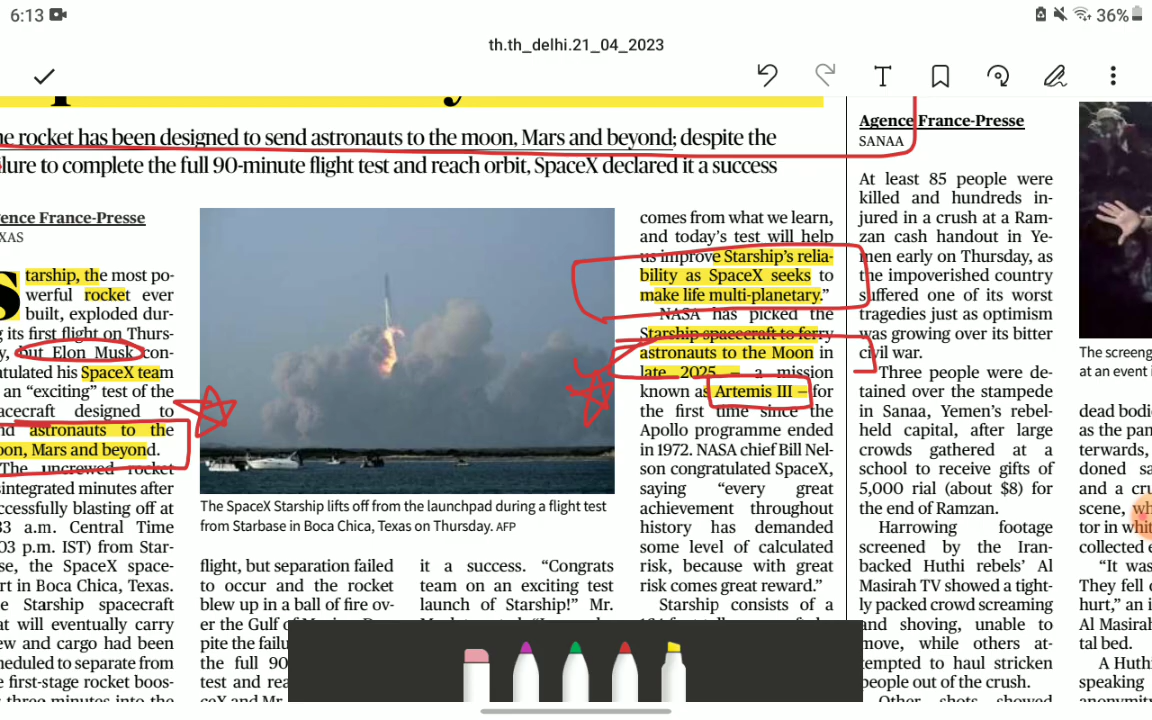 6:13
36%
th.th_delhi.21_04_2023
T
rocket has been designed to send astronauts to the moon, Mars and beyond; despite the
to complete the full 90-minute flight test and reach orbit, SpaceX declared it a success
France-Presse
Starship, the most po-
werful rocket ever
built, exploded dur-
its first flight on Thurs-
but Elon Musk con-
SpaceX team
an “exciting” test of the
designed to
astronauts to the
Mars and beyond.
The uncrewed rocket
minutes after
blasting off at
a.m. Central Time
p.m. IST) from Star-
the SpaceX space-
in Boca Chica, Texas.
Starship spacecraft
will eventually carry
and cargo had been
to separate from
first-stage rocket boos-
three minutes into the
The SpaceX Starship lifts off from the launchpad during a flight test
from Starbase in Boca Chica, Texas on Thursday. AFP
flight, but separation failed
to occur and the rocket
blew up in a ball of fire ov-
er the Gulf
pite the failu
the full 90
test and rea
ceX and Mr
it a success. “Congrats
team on an exciting test
launch of Starship!” Mr.
comes from what we learn,
and today’s test will help
us improve Starship’s relia-
bility as SpaceX seeks to
make life multi-planetary.”
NASA has picked the
Starship spacecraft to ferry
astronauts to the Moon in
late 2025 – a mission
known as Artemis III – for
the first time since the
Apollo programme ended
in 1972. NASA chief Bill Nel-
son congratulated SpaceX,
saying “every great
achievement throughout
history has demanded
some level of calculated
risk, because with great
risk comes great reward.”
Starship consists of a
Agence France-Presse
SANAA
At least 85 people were
killed and hundreds in-
jured in a crush at a Ram-
zan cash handout in Ye-
men early on Thursday, as
the impoverished country
suffered one of its worst
tragedies just as optimism
was growing over its bitter
civil war.
Three people were de-
tained over the stampede
in Sanaa, Yemen’s rebel-
held capital, after large
crowds gathered at a
school to receive gifts of
5,000 rial (about $8) for
the end of Ramzan.
Harrowing footage
screened by the Iran-
backed Huthi rebels’ Al
Masirah TV showed a tight-
ly packed crowd screaming
and shoving, unable to
move, while others at-
tempted to haul stricken
people out of the crush.
Other shots showed
The screeng
at an event i
dead bodi
as the pan
terwards,
doned sa
and a cru
scene, wh
tor in whit
collected e
“It was
They fell
hurt,” an i
Al Masirah
tal bed.
A Huth
speaking
anonymity